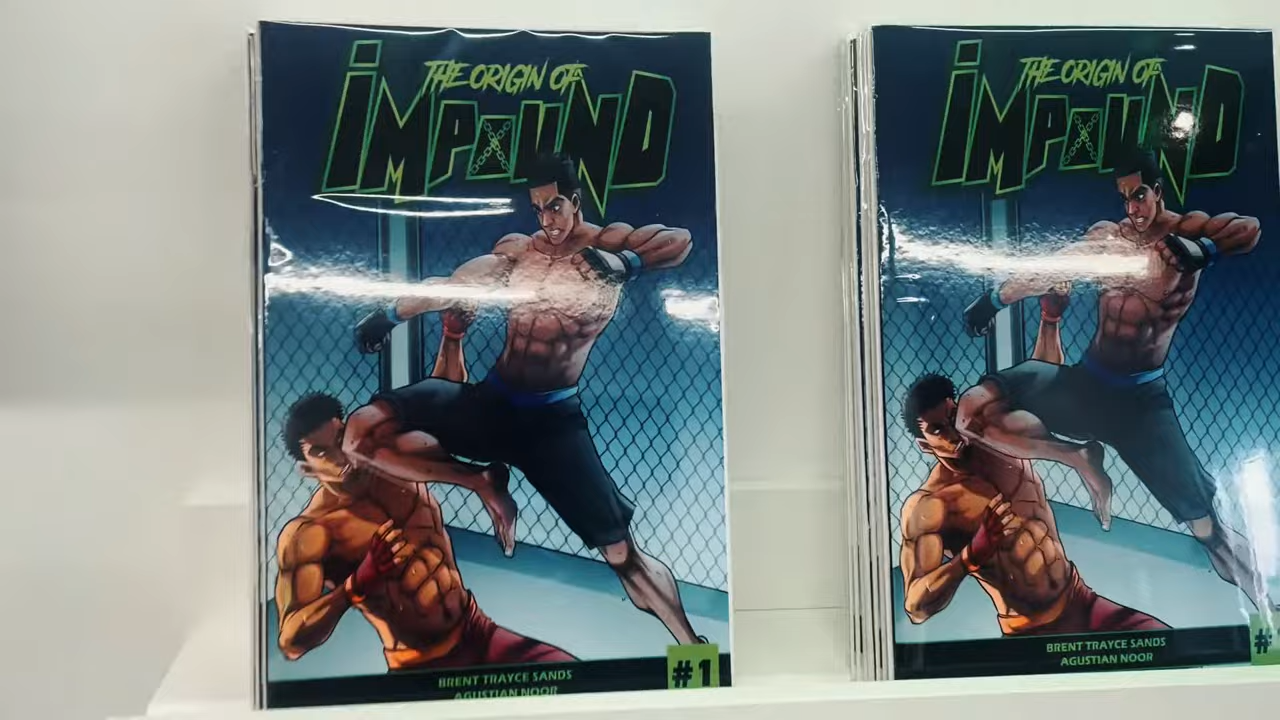 THE ORIGIN OF
IMPOUND
BRENT TRAYCE SANDS
AGUSTIAN NOOR
#1
THE ORIGIN OF
IMPOUND
BRENT TRAYCE SANDS
AGUSTIAN NOOR
#